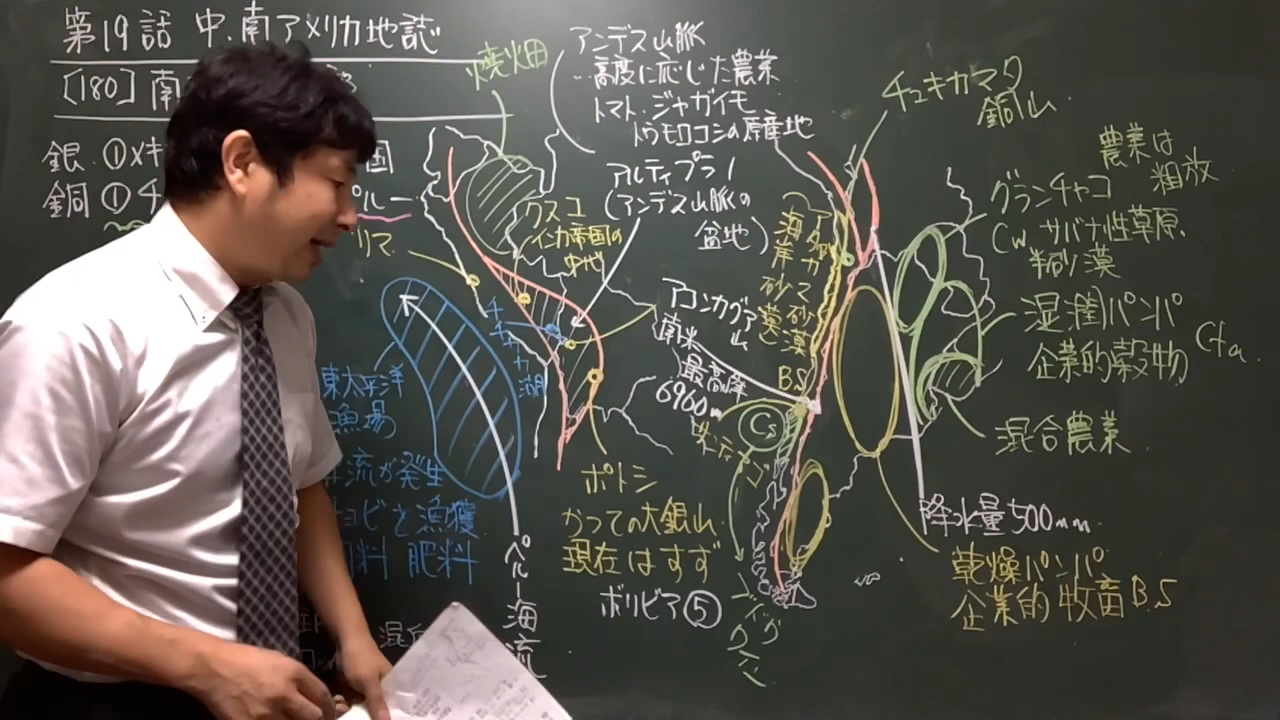 第19話 中.南アメリカ地誌
[180] 南
銀 ①メキ 国
銅 ①チ ペルー
リマ
焼畑
アンデス山脈
高度に応じた農業
トマト.ジャガイモ
トウモロコシの原産地
アルティプラノ
(アンデス山脈の
盆地)
クスコ
インカ帝国の
中心
チチカカ湖
東太平洋
漁場
流が発生
ョビを漁獲
料 肥料
ペルー海流
ポトシ
かつての大銀山
現在はすず
ボリビア⑤
アコンカグア山
南米
最高峰
6960m
海岸砂漠
アタカマ砂漠
BS
Cs
チュキカマタ
銅山
農業は
粗放
グランチャコ
Cw サバナ性草原.
半砂漠
湿潤パンパ
企業的穀物 Cfa
混合農業
降水量500mm
乾燥パンパ
企業的牧畜BS